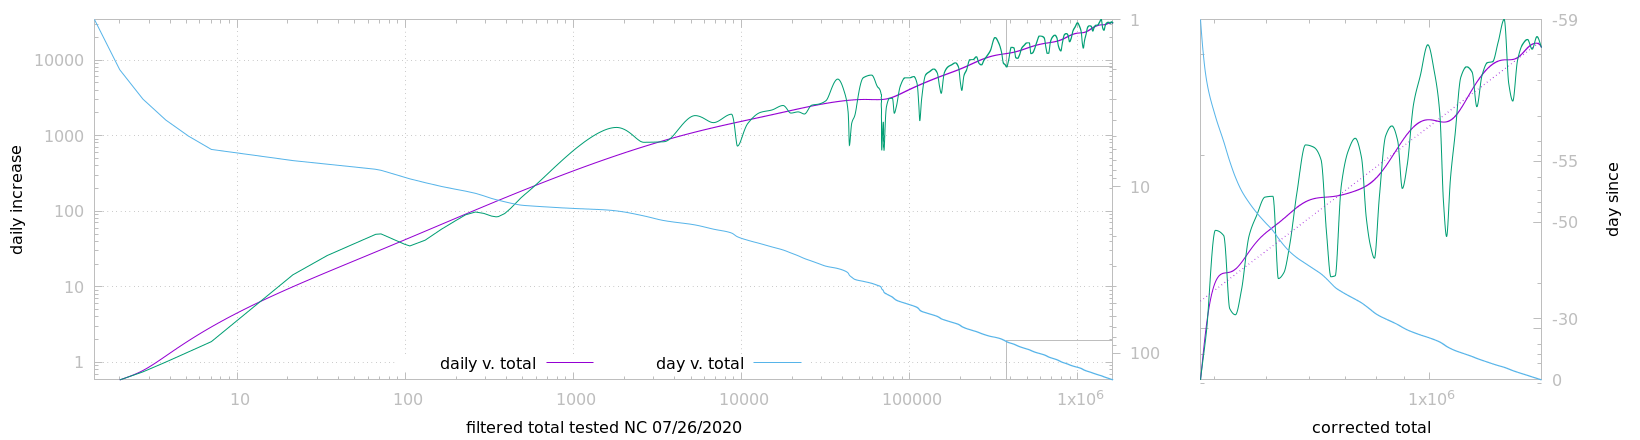 10000
1000
100
10
1
daily increase
daily v. total
day v. total
10
100
1000
10000
100000
1x10⁶
filtered total tested NC 07/26/2020
1
10
100
1x10⁶
corrected total
-59
-55
-50
-30
0
day since